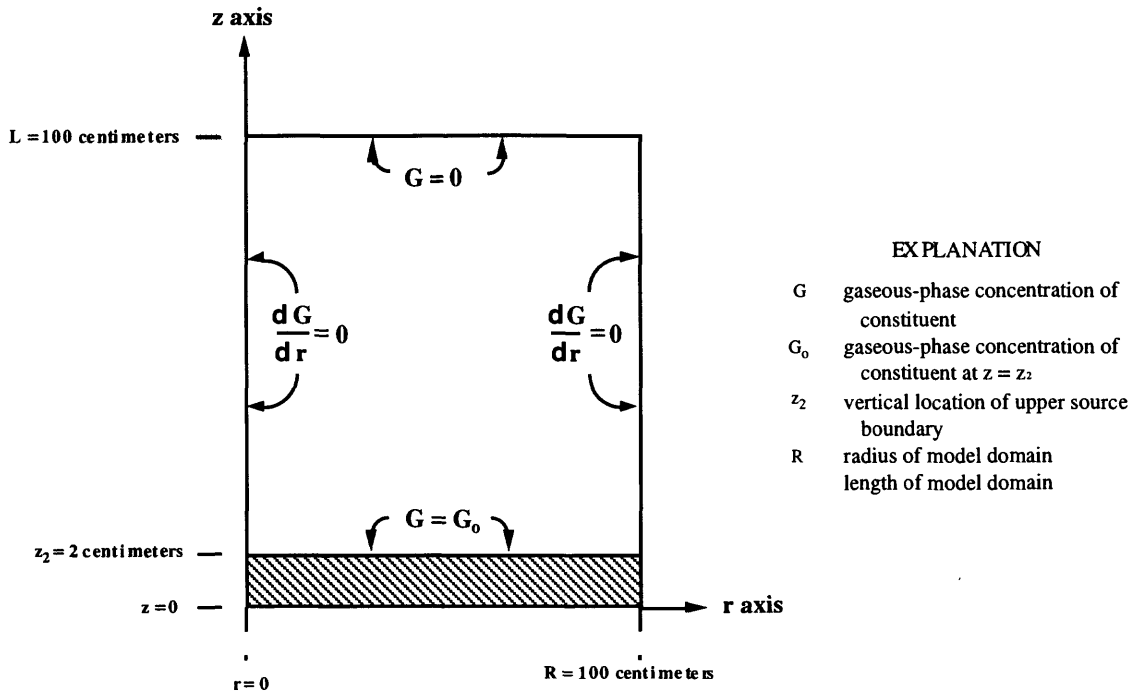 z axis
L = 100 centimeters
G = 0
dG
dr
= 0
dG
dr
= 0
G = Go
z2 = 2 centimeters
z = 0
r axis
r = 0
R = 100 centimeters
EXPLANATION
G gaseous-phase concentration of
constituent
Go gaseous-phase concentration of
constituent at z = z2
z2 vertical location of upper source
boundary
R radius of model domain
length of model domain